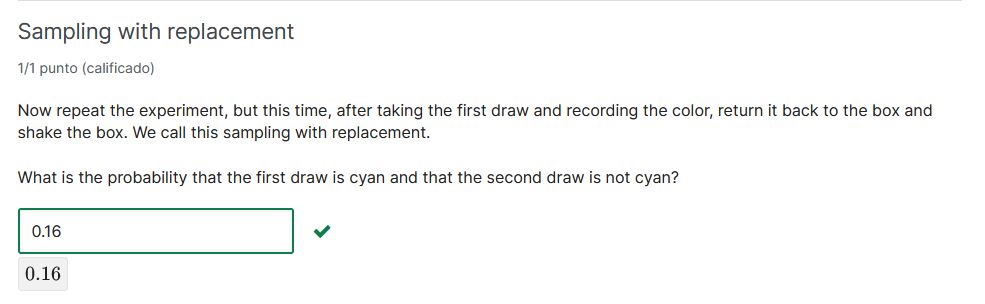 Sampling with replacement
1/1 punto (calificado)
Now repeat the experiment, but this time, after taking the first draw and recording the color, return it back to the box and
shake the box. We call this sampling with replacement.
What is the probability that the first draw is cyan and that the second draw is not cyan?
0.16
0.16